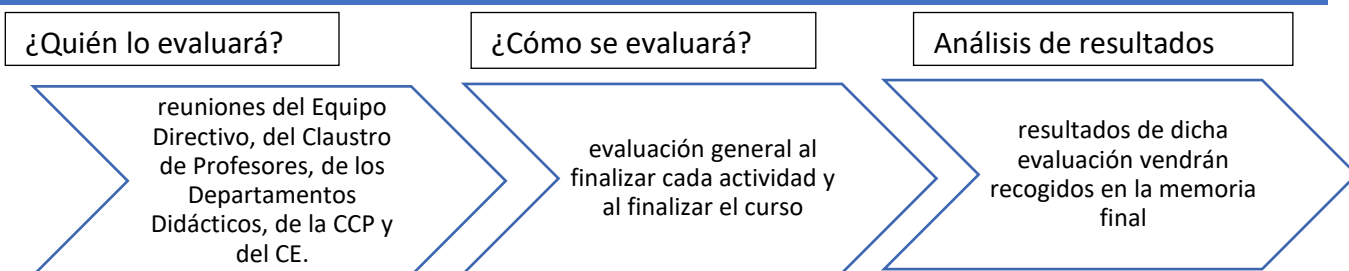 ¿Quién lo evaluará?
reuniones del Equipo
Directivo, del Claustro
de Profesores, de los
Departamentos
Didácticos, de la CCP y
del CE.
¿Cómo se evaluará?
evaluación general al
finalizar cada actividad y
al finalizar el curso
Análisis de resultados
resultados de dicha
evaluación vendrán
recogidos en la memoria
final